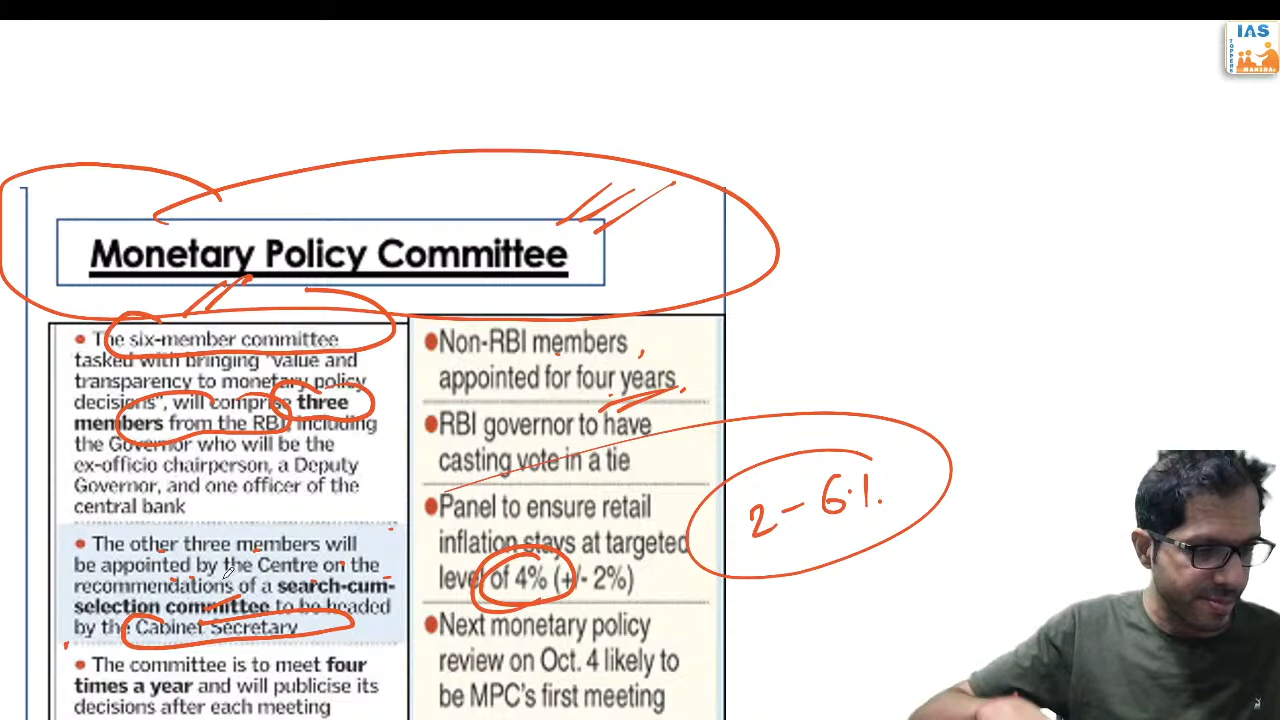 IAS
TOPPERS
MANTRA
Monetary Policy Committee
• The six-member committee
tasked with bringing "value and
transparency to monetary policy
decisions", will comprise three
members from the RBI, including
the Governor who will be the
ex-officio chairperson, a Deputy
Governor, and one officer of the
central bank
• The other three members will
be appointed by the Centre on the
recommendations of a search-cum-
selection committee to be headed
by the Cabinet Secretary
• The committee is to meet four
times a year and will publicise its
decisions after each meeting
• Non-RBI members
appointed for four years
• RBI governor to have
casting vote in a tie
• Panel to ensure retail
inflation stays at targeted
level of 4% (+/- 2%)
• Next monetary policy
review on Oct. 4 likely to
be MPC's first meeting
2 - 6%